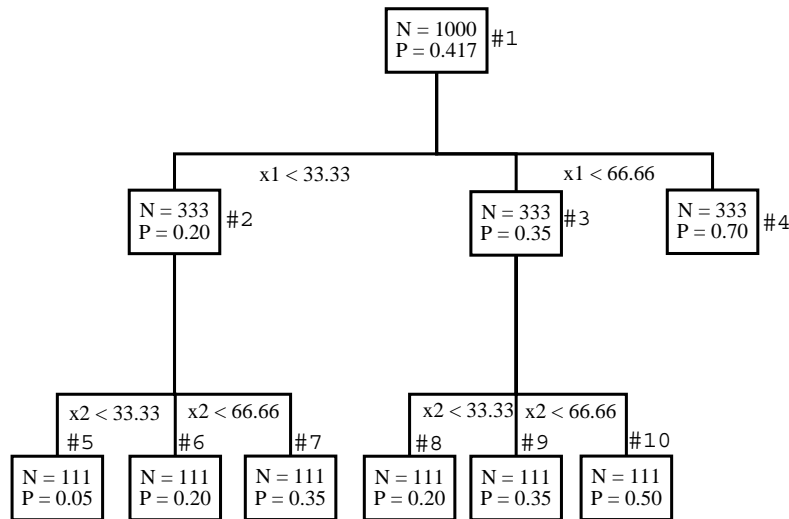 N = 1000
P = 0.417
#1
x1 < 33.33
x1 < 66.66
N = 333
P = 0.20
#2
N = 333
P = 0.35
#3
N = 333
P = 0.70
#4
x2 < 33.33
x2 < 66.66
x2 < 33.33
x2 < 66.66
#5
#6
#7
#8
#9
#10
N = 111
P = 0.05
N = 111
P = 0.20
N = 111
P = 0.35
N = 111
P = 0.20
N = 111
P = 0.35
N = 111
P = 0.50